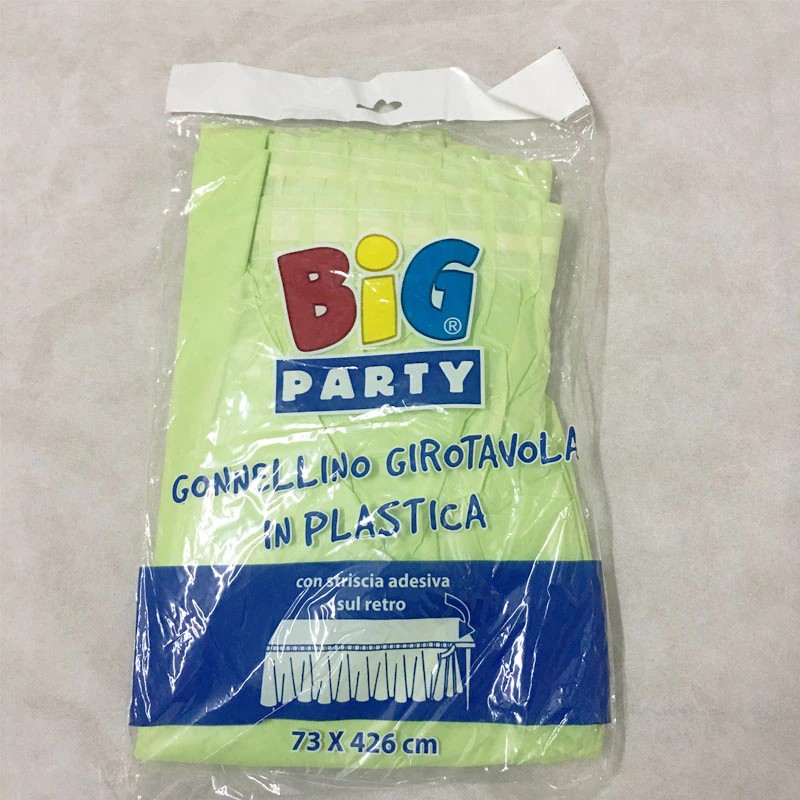 BiG ®
PARTY
GONNELLINO GIROTAVOLA
IN PLASTICA
con striscia adesiva
sul retro
73 X 426 cm